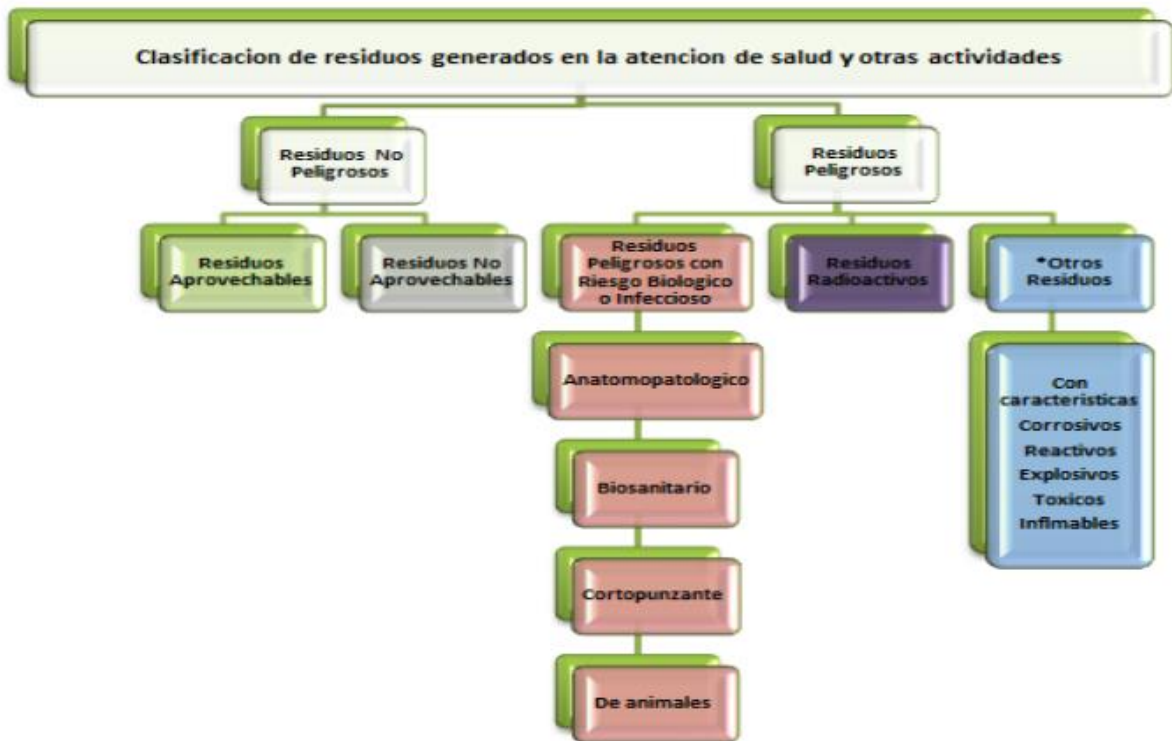 Clasificacion de residuos generados en la atencion de salud y otras actividades
Residuos No
Peligrosos
Residuos
Peligrosos
Residuos
Aprovechables
Residuos No
Aprovechables
Residuos
Peligrosos con
Riesgo Biologico
o Infeccioso
Residuos
Radioactivos
*Otros
Residuos
Anatomopatologico
Biosanitario
Cortopunzante
De animales
Con
caracteristicas
Corrosivos
Reactivos
Explosivos
Toxicos
Inflmables